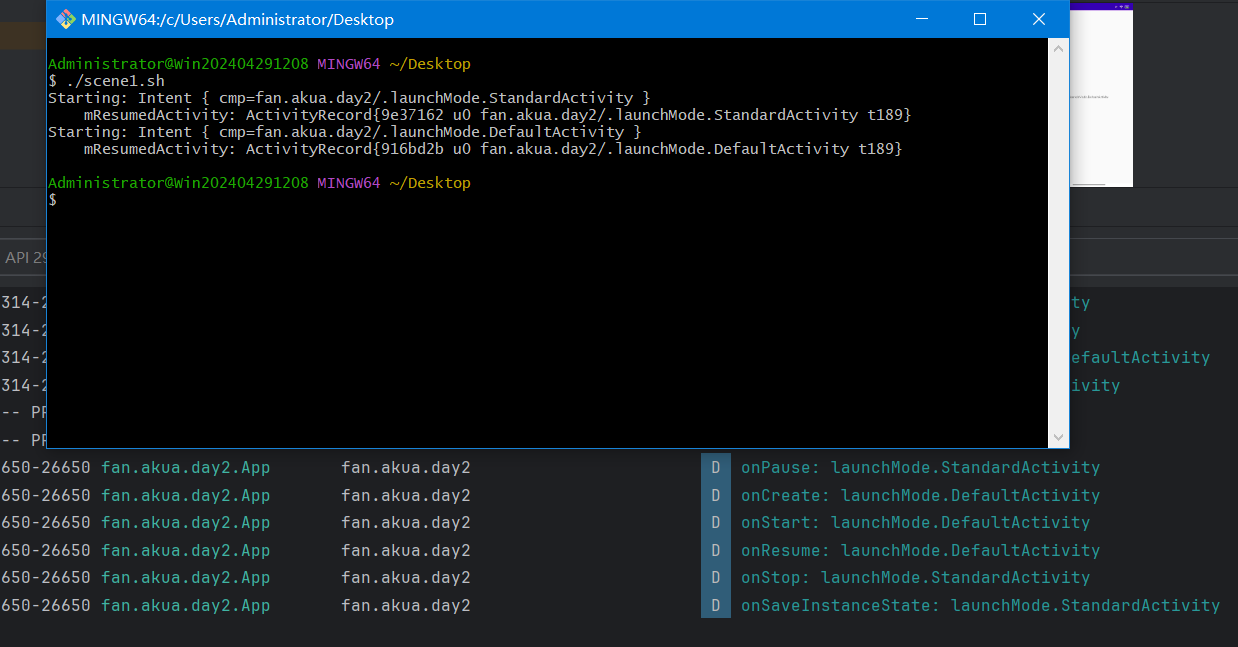 MINGW64:/c/Users/Administrator/Desktop
Administrator@Win202404291208 MINGW64 ~/Desktop
$ ./scene1.sh
Starting: Intent { cmp=fan.akua.day2/.launchMode.StandardActivity }
    mResumedActivity: ActivityRecord{9e37162 u0 fan.akua.day2/.launchMode.StandardActivity t189}
Starting: Intent { cmp=fan.akua.day2/.launchMode.DefaultActivity }
    mResumedActivity: ActivityRecord{916bd2b u0 fan.akua.day2/.launchMode.DefaultActivity t189}
Administrator@Win202404291208 MINGW64 ~/Desktop
$
API 29
314-2 ty
314-2 y
314-2 efaultActivity
314-2 ivity
-- PR
-- PR
650-26650 fan.akua.day2.App fan.akua.day2 D onPause: launchMode.StandardActivity
650-26650 fan.akua.day2.App fan.akua.day2 D onCreate: launchMode.DefaultActivity
650-26650 fan.akua.day2.App fan.akua.day2 D onStart: launchMode.DefaultActivity
650-26650 fan.akua.day2.App fan.akua.day2 D onResume: launchMode.DefaultActivity
650-26650 fan.akua.day2.App fan.akua.day2 D onStop: launchMode.StandardActivity
650-26650 fan.akua.day2.App fan.akua.day2 D onSaveInstanceState: launchMode.StandardActivity